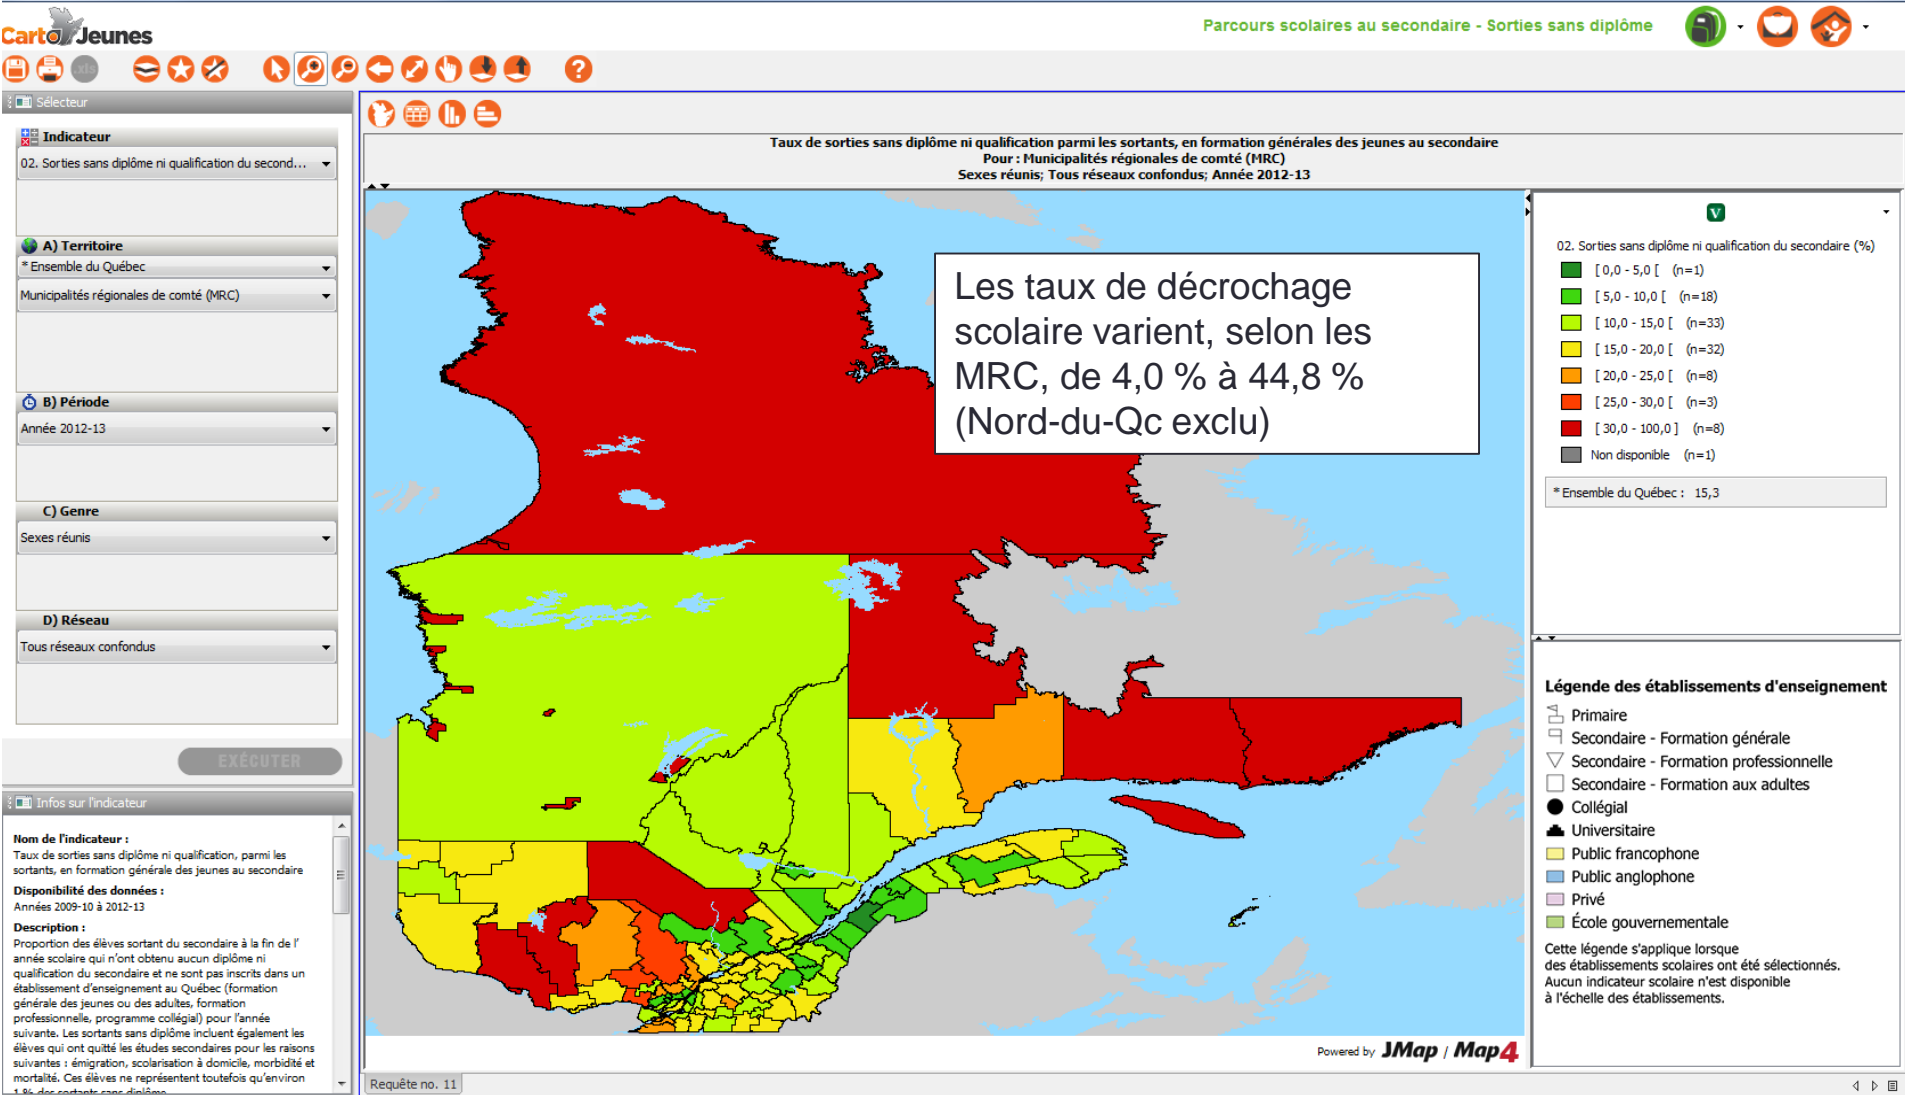 Carto Jeunes
Parcours scolaires au secondaire - Sorties sans diplôme
.xls
?
Sélecteur
Indicateur
02. Sorties sans diplôme ni qualification du second...
A) Territoire
* Ensemble du Québec
Municipalités régionales de comté (MRC)
B) Période
Année 2012-13
C) Genre
Sexes réunis
D) Réseau
Tous réseaux confondus
EXÉCUTER
Infos sur l'indicateur
Nom de l'indicateur :
Taux de sorties sans diplôme ni qualification, parmi les
sortants, en formation générale des jeunes au secondaire
Disponibilité des données :
Années 2009-10 à 2012-13
Description :
Proportion des élèves sortant du secondaire à la fin de l'
année scolaire qui n'ont obtenu aucun diplôme ni
qualification du secondaire et ne sont pas inscrits dans un
établissement d'enseignement au Québec (formation
générale des jeunes ou des adultes, formation
professionnelle, programme collégial) pour l'année
suivante. Les sortants sans diplôme incluent également les
élèves qui ont quitté les études secondaires pour les raisons
suivantes : émigration, scolarisation à domicile, morbidité et
mortalité. Ces élèves ne représentent toutefois qu'environ
1 % des sortants sans diplôme
Taux de sorties sans diplôme ni qualification parmi les sortants, en formation générales des jeunes au secondaire
Pour : Municipalités régionales de comté (MRC)
Sexes réunis; Tous réseaux confondus; Année 2012-13
Les taux de décrochage
scolaire varient, selon les
MRC, de 4,0 % à 44,8 %
(Nord-du-Qc exclu)
Powered by JMap / Map4
Requête no. 11
V
02. Sorties sans diplôme ni qualification du secondaire (%)
[ 0,0 - 5,0 [ (n=1)
[ 5,0 - 10,0 [ (n=18)
[ 10,0 - 15,0 [ (n=33)
[ 15,0 - 20,0 [ (n=32)
[ 20,0 - 25,0 [ (n=8)
[ 25,0 - 30,0 [ (n=3)
[ 30,0 - 100,0 ] (n=8)
Non disponible (n=1)
* Ensemble du Québec : 15,3
Légende des établissements d'enseignement
Primaire
Secondaire - Formation générale
Secondaire - Formation professionnelle
Secondaire - Formation aux adultes
Collégial
Universitaire
Public francophone
Public anglophone
Privé
École gouvernementale
Cette légende s'applique lorsque
des établissements scolaires ont été sélectionnés.
Aucun indicateur scolaire n'est disponible
à l'échelle des établissements.